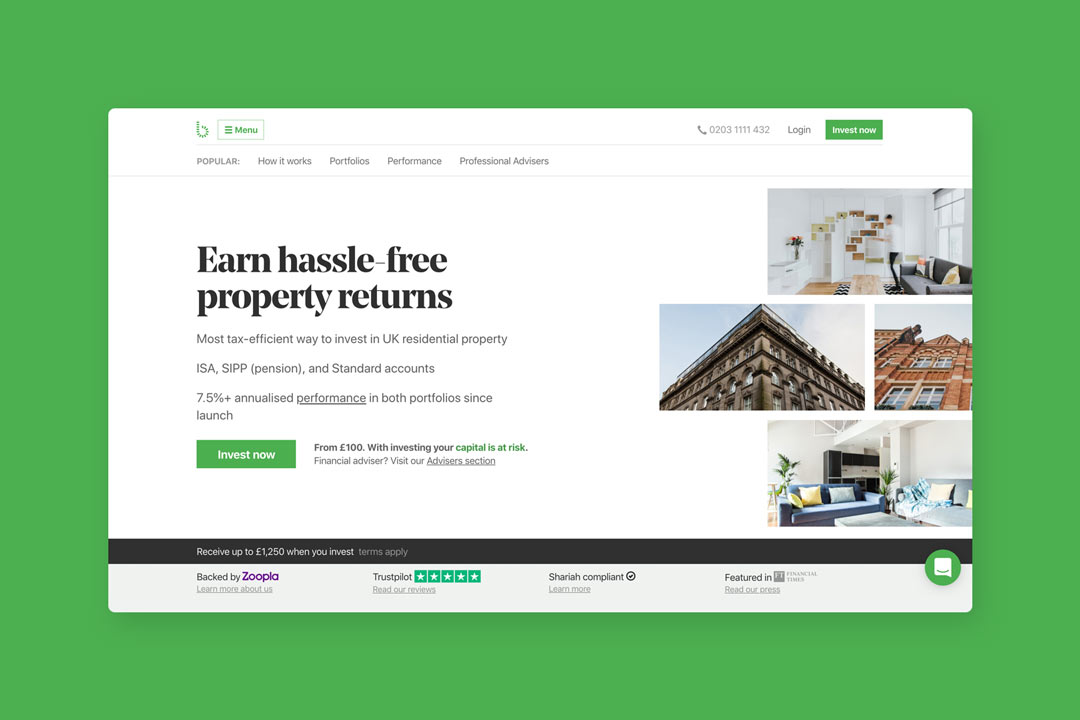 b
☰ Menu
0203 1111 432
Login
Invest now
POPULAR:
How it works
Portfolios
Performance
Professional Advisers
Earn hassle-free
property returns
Most tax-efficient way to invest in UK residential property
ISA, SIPP (pension), and Standard accounts
7.5%+ annualised performance in both portfolios since
launch
Invest now
From £100. With investing your capital is at risk.
Financial adviser? Visit our Advisers section
Receive up to £1,250 when you invest terms apply
Backed by Zoopla
Learn more about us
Trustpilot
Read our reviews
Shariah compliant
Learn more
Featured in FT FINANCIAL
TIMES
Read our press